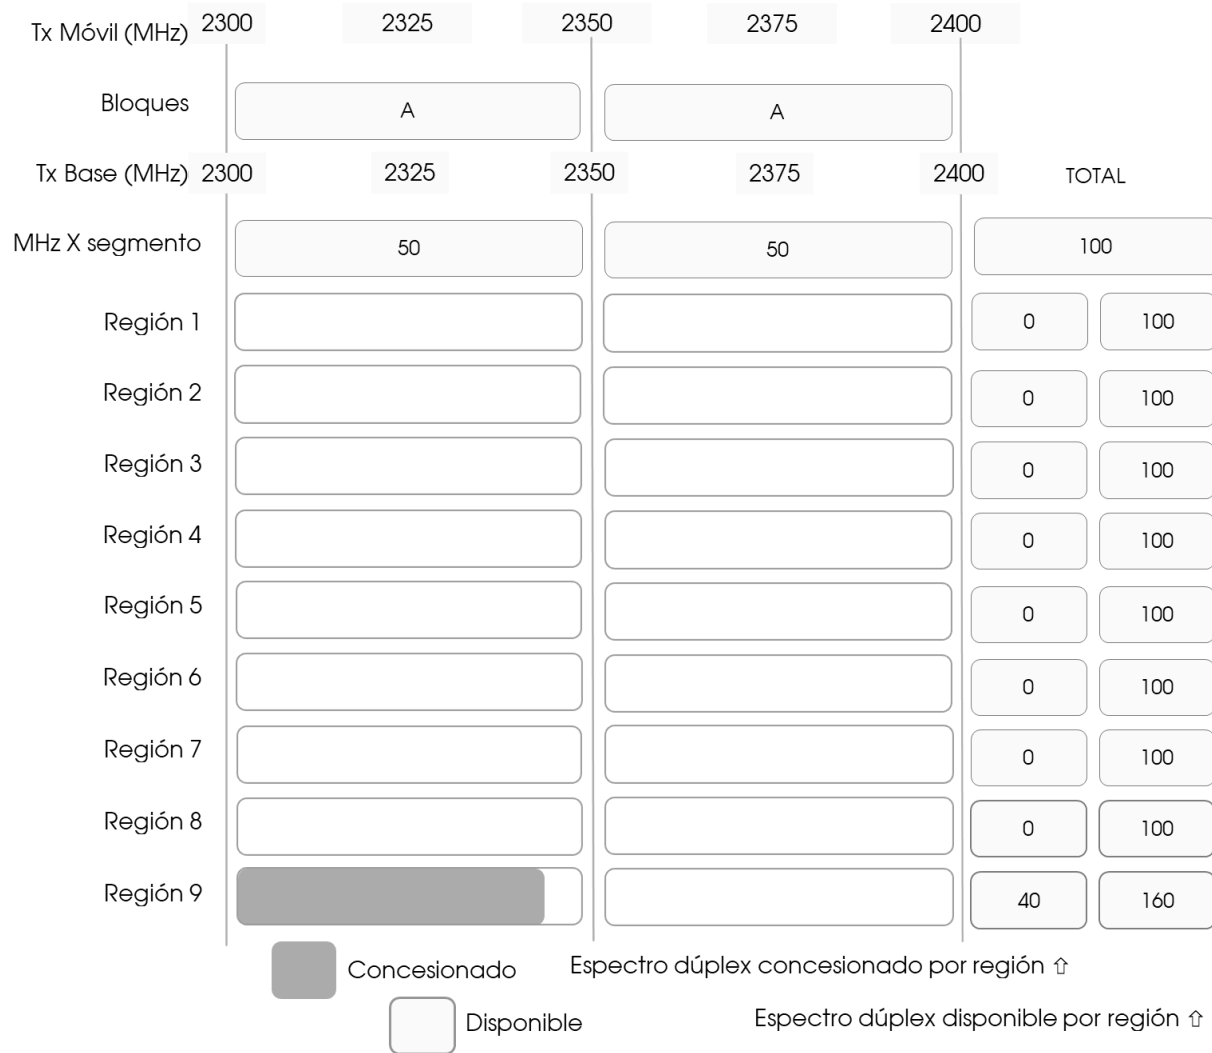 Tx Móvil (MHz) 2300 2325 2350 2375 2400
Bloques A A
Tx Base (MHz) 2300 2325 2350 2375 2400 TOTAL
MHz X segmento 50 50 100
Región 1 0 100
Región 2 0 100
Región 3 0 100
Región 4 0 100
Región 5 0 100
Región 6 0 100
Región 7 0 100
Región 8 0 100
Región 9 40 160
Concesionado Espectro dúplex concesionado por región ⇧
Disponible Espectro dúplex disponible por región ⇧